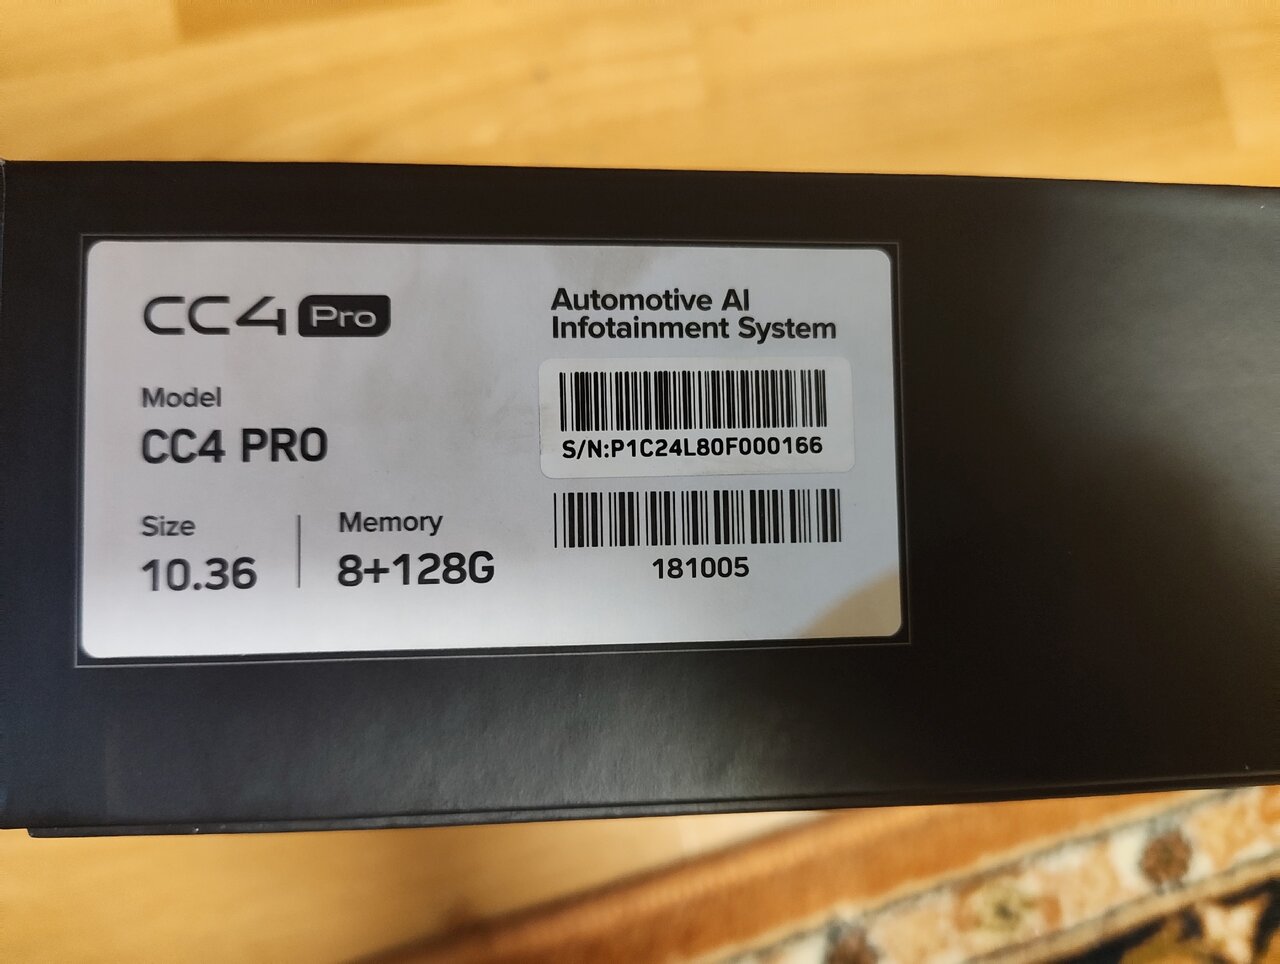 CC4 Pro
Model
CC4 PRO
Size
10.36
Memory
8+128G
Automotive AI
Infotainment System
S/N:P1C24L80F000166
181005